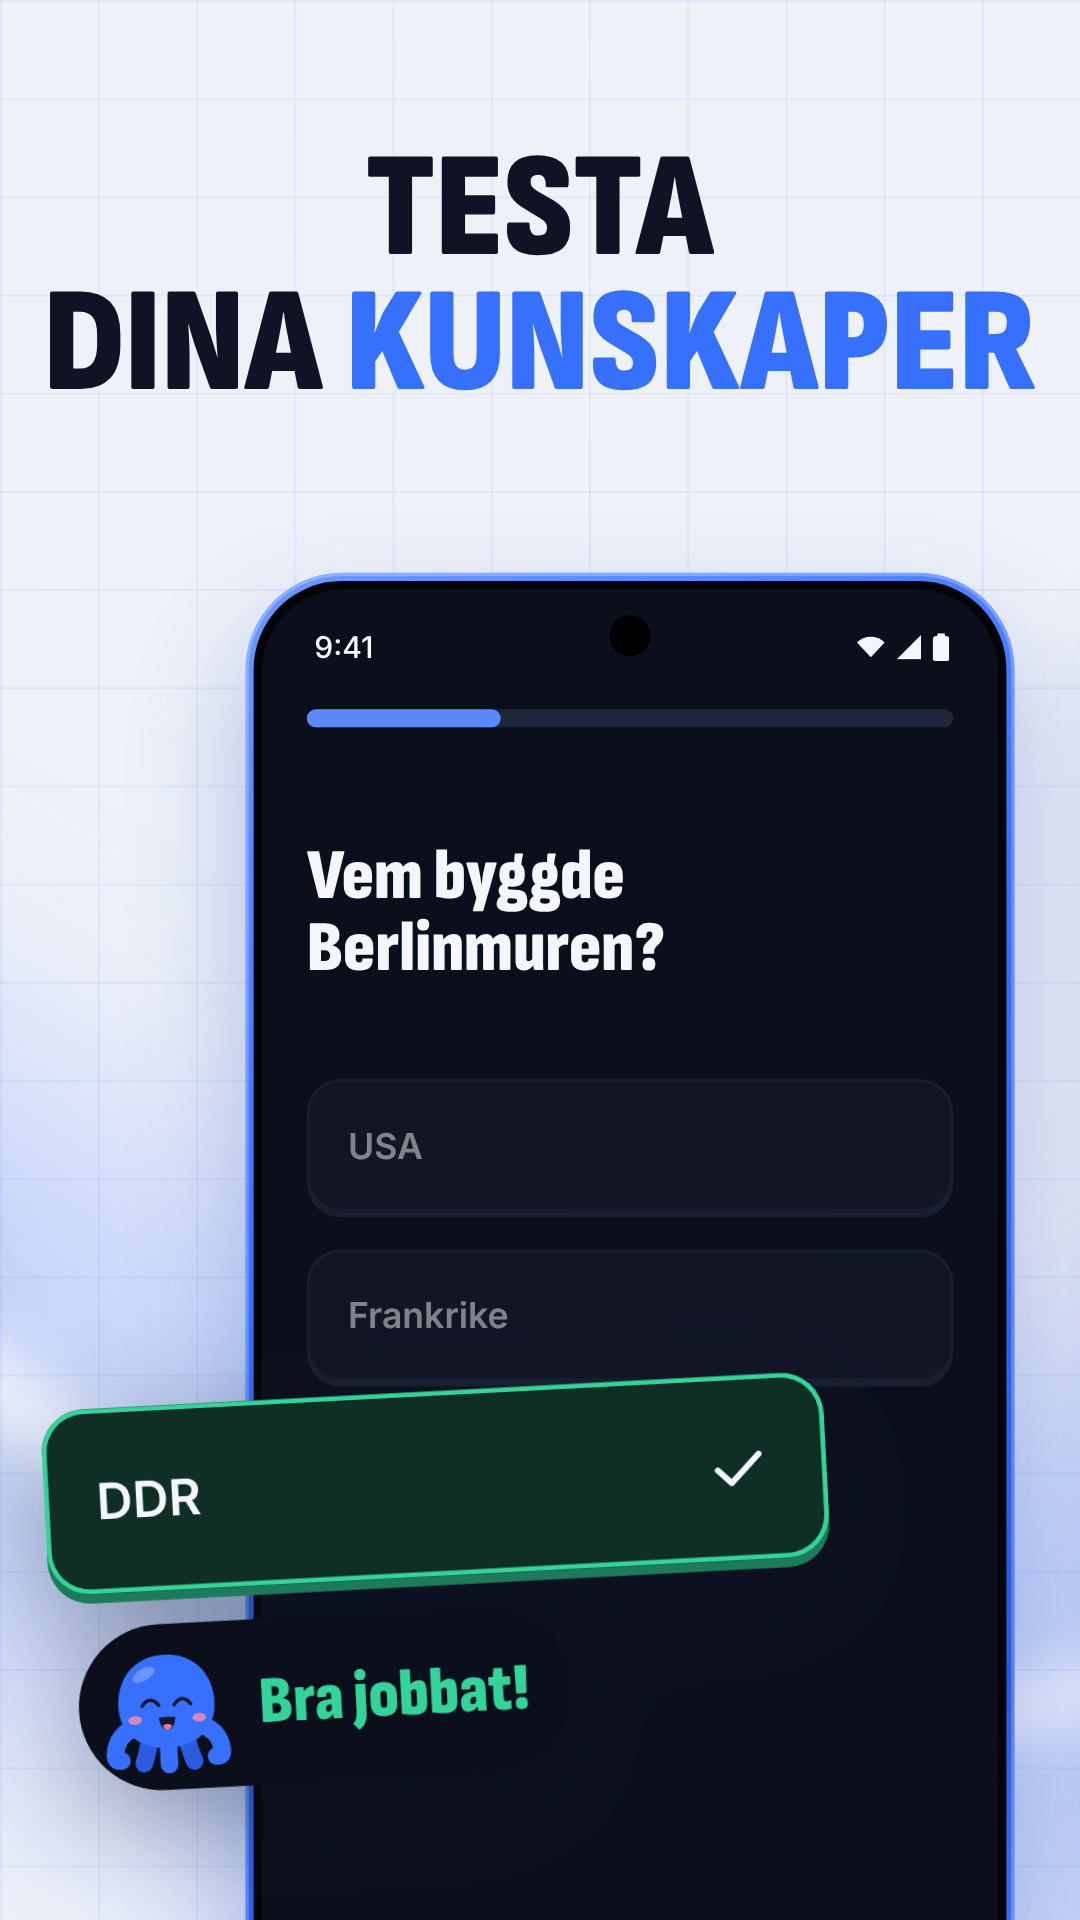 TESTA
DINA KUNSKAPER
9:41
Vem byggde
Berlinmuren?
USA
Frankrike
DDR
Bra jobbat!